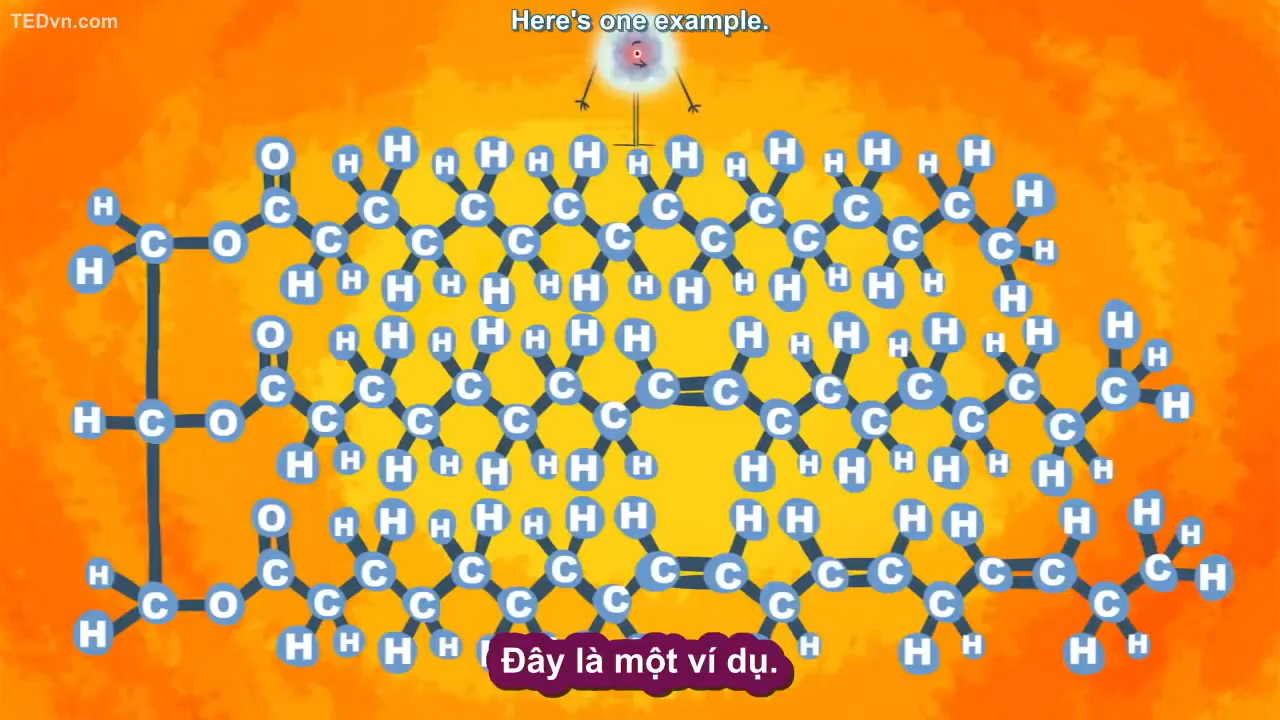 TEDvn.com
Here's one example.
O H H H H H H H H H H H H H H
H C C C C C C C C H
C O C C C C C C C C H
H H H H H H H H H H H H H H H H
O H H H H H H H H H H H H H H H H
C C C C C C C C C C H
H C O C C C C C C C C
H H H H H H H H H H H H H H H H
O H H H H H H H H H H H H H H
H C C C C C C C C C C C H
C O C C C C C C C
H H H H H H H H H H
Đây là một ví dụ.